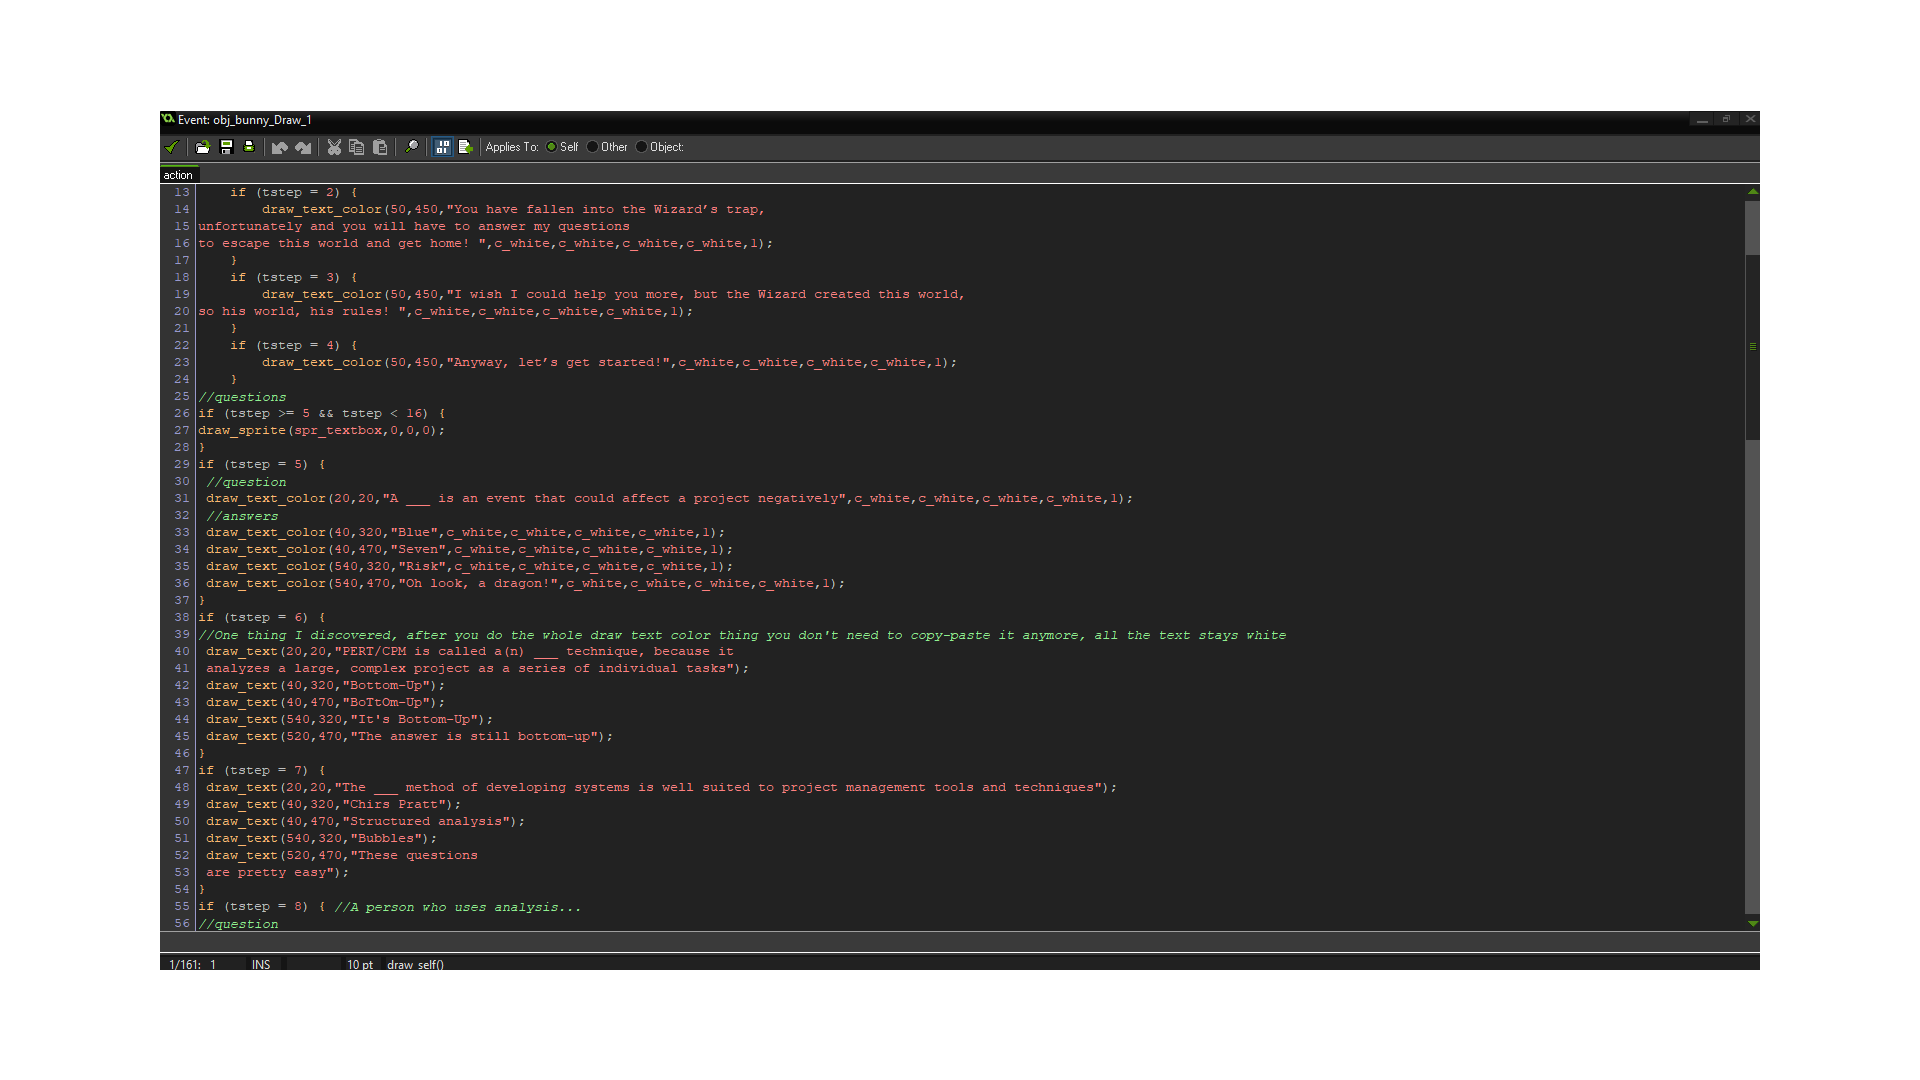 Event: obj_bunny_Draw_1
Applies To: Self Other Object:
action
13 if (tstep = 2) {
14 draw_text_color(50,450,"You have fallen into the Wizard’s trap,
15 unfortunately and you will have to answer my questions
16 to escape this world and get home! ",c_white,c_white,c_white,c_white,1);
17 }
18 if (tstep = 3) {
19 draw_text_color(50,450,"I wish I could help you more, but the Wizard created this world,
20 so his world, his rules! ",c_white,c_white,c_white,c_white,1);
21 }
22 if (tstep = 4) {
23 draw_text_color(50,450,"Anyway, let’s get started!",c_white,c_white,c_white,c_white,1);
24 }
25 //questions
26 if (tstep >= 5 && tstep < 16) {
27 draw_sprite(spr_textbox,0,0,0);
28 }
29 if (tstep = 5) {
30 //question
31 draw_text_color(20,20,"A ___ is an event that could affect a project negatively",c_white,c_white,c_white,c_white,1);
32 //answers
33 draw_text_color(40,320,"Blue",c_white,c_white,c_white,c_white,1);
34 draw_text_color(40,470,"Seven",c_white,c_white,c_white,c_white,1);
35 draw_text_color(540,320,"Risk",c_white,c_white,c_white,c_white,1);
36 draw_text_color(540,470,"Oh look, a dragon!",c_white,c_white,c_white,c_white,1);
37 }
38 if (tstep = 6) {
39 //One thing I discovered, after you do the whole draw text color thing you don't need to copy-paste it anymore, all the text stays white
40 draw_text(20,20,"PERT/CPM is called a(n) ___ technique, because it
41 analyzes a large, complex project as a series of individual tasks");
42 draw_text(40,320,"Bottom-Up");
43 draw_text(40,470,"BoTtOm-Up");
44 draw_text(540,320,"It's Bottom-Up");
45 draw_text(520,470,"The answer is still bottom-up");
46 }
47 if (tstep = 7) {
48 draw_text(20,20,"The ___ method of developing systems is well suited to project management tools and techniques");
49 draw_text(40,320,"Chirs Pratt");
50 draw_text(40,470,"Structured analysis");
51 draw_text(540,320,"Bubbles");
52 draw_text(520,470,"These questions
53 are pretty easy");
54 }
55 if (tstep = 8) { //A person who uses analysis...
56 //question
1/161: 1 INS 10 pt draw_self()